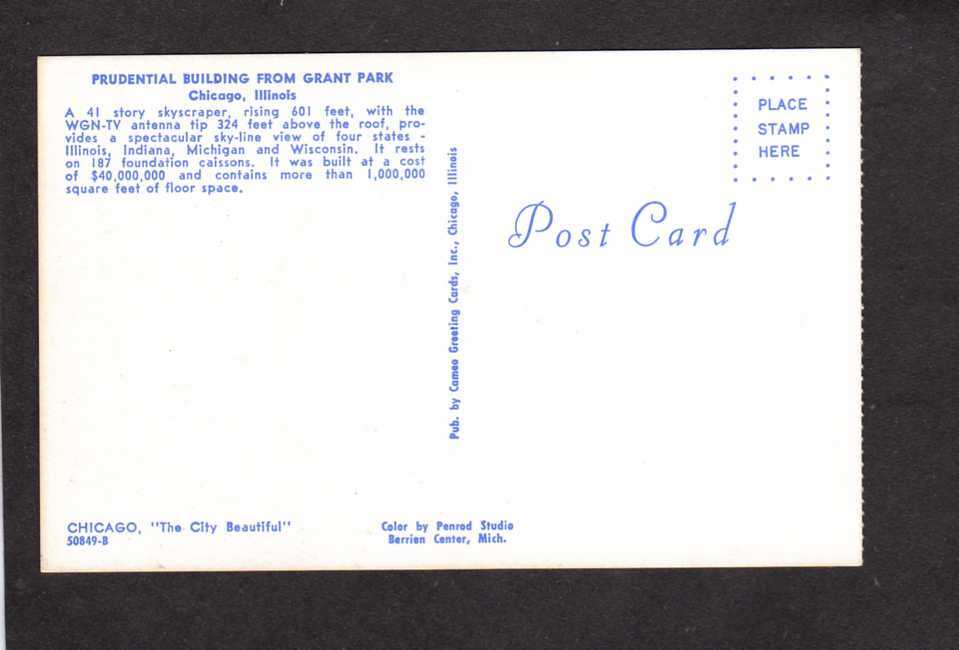 PRUDENTIAL BUILDING FROM GRANT PARK
Chicago, Illinois
A 41 story skyscraper, rising 601 feet, with the
WGN-TV antenna tip 324 feet above the roof, pro-
vides a spectacular sky-line view of four states -
Illinois, Indiana, Michigan and Wisconsin. It rests
on 187 foundation caissons. It was built at a cost
of $40,000,000 and contains more than 1,000,000
square feet of floor space.
Pub. by Cameo Greeting Cards, Inc., Chicago, Illinois
PLACE
STAMP
HERE
Post Card
CHICAGO, "The City Beautiful"
50849-B
Color by Penrod Studio
Berrien Center, Mich.